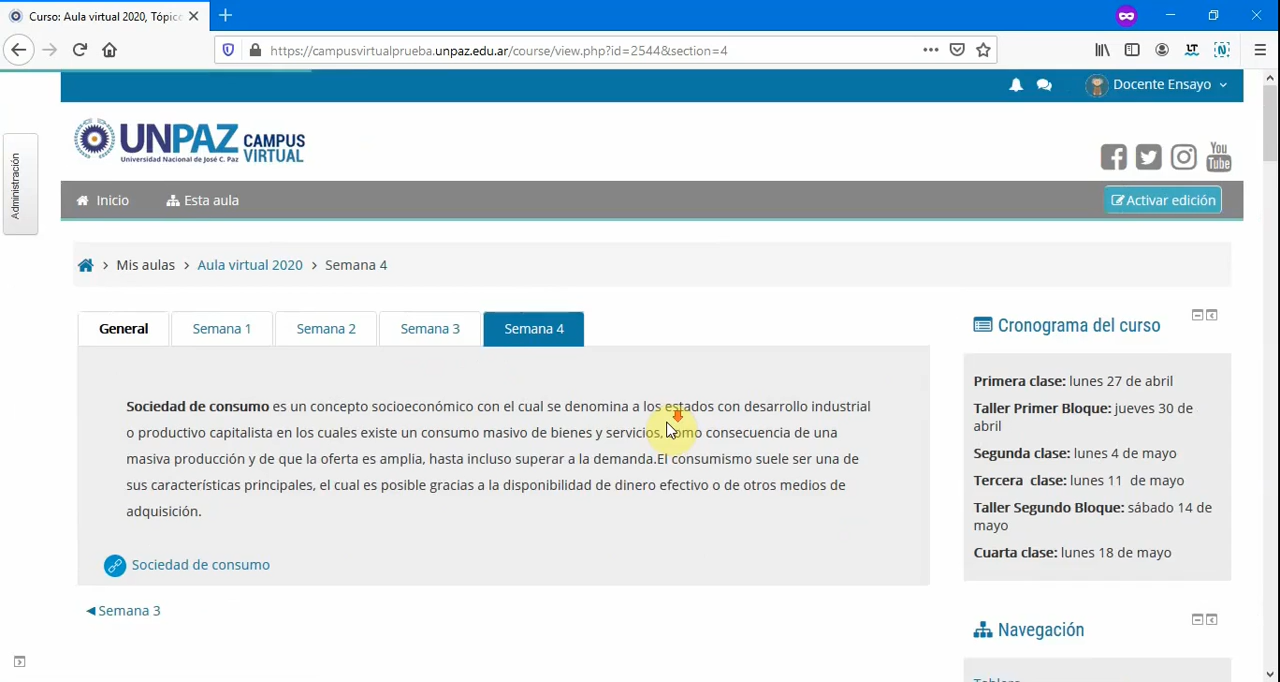 Curso: Aula virtual 2020, Tópico
https://campusvirtualprueba.unpaz.edu.ar/course/view.php?id=2544&section=4
Docente Ensayo
UNPAZ CAMPUS VIRTUAL
Universidad Nacional de José C. Paz
You Tube
Administración
Inicio
Esta aula
Activar edición
Mis aulas > Aula virtual 2020 > Semana 4
General
Semana 1
Semana 2
Semana 3
Semana 4
Sociedad de consumo es un concepto socioeconómico con el cual se denomina a los estados con desarrollo industrial
o productivo capitalista en los cuales existe un consumo masivo de bienes y servicios, como consecuencia de una
masiva producción y de que la oferta es amplia, hasta incluso superar a la demanda.El consumismo suele ser una de
sus características principales, el cual es posible gracias a la disponibilidad de dinero efectivo o de otros medios de
adquisición.
Sociedad de consumo
◀ Semana 3
Cronograma del curso
Primera clase: lunes 27 de abril
Taller Primer Bloque: jueves 30 de
abril
Segunda clase: lunes 4 de mayo
Tercera clase: lunes 11 de mayo
Taller Segundo Bloque: sábado 14 de
mayo
Cuarta clase: lunes 18 de mayo
Navegación